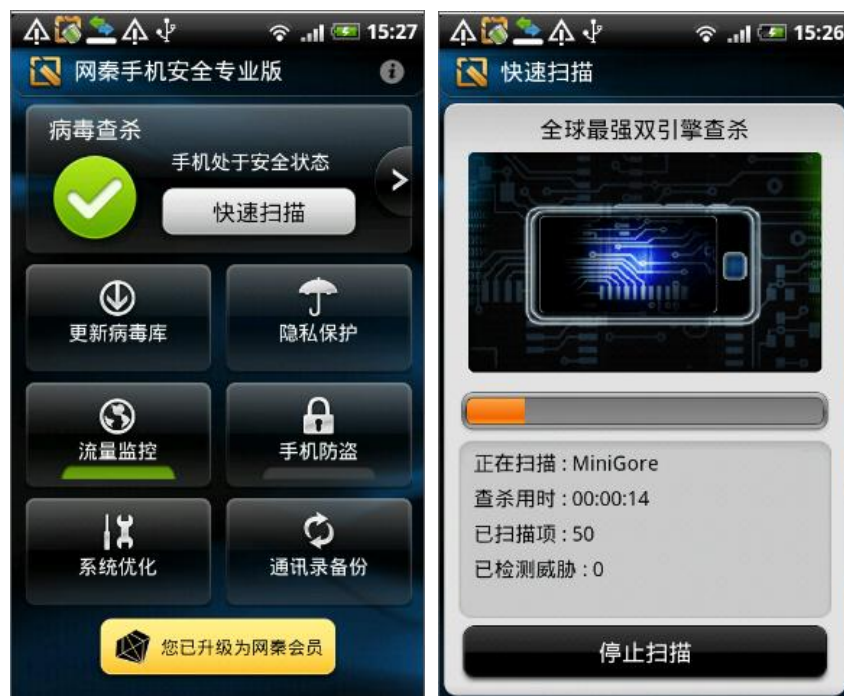 15:27
网秦手机安全专业版
病毒查杀
手机处于安全状态
快速扫描
更新病毒库
隐私保护
流量监控
手机防盗
系统优化
通讯录备份
您已升级为网秦会员
15:26
快速扫描
全球最强双引擎查杀
正在扫描 : MiniGore
查杀用时 : 00:00:14
已扫描项 : 50
已检测威胁 : 0
停止扫描